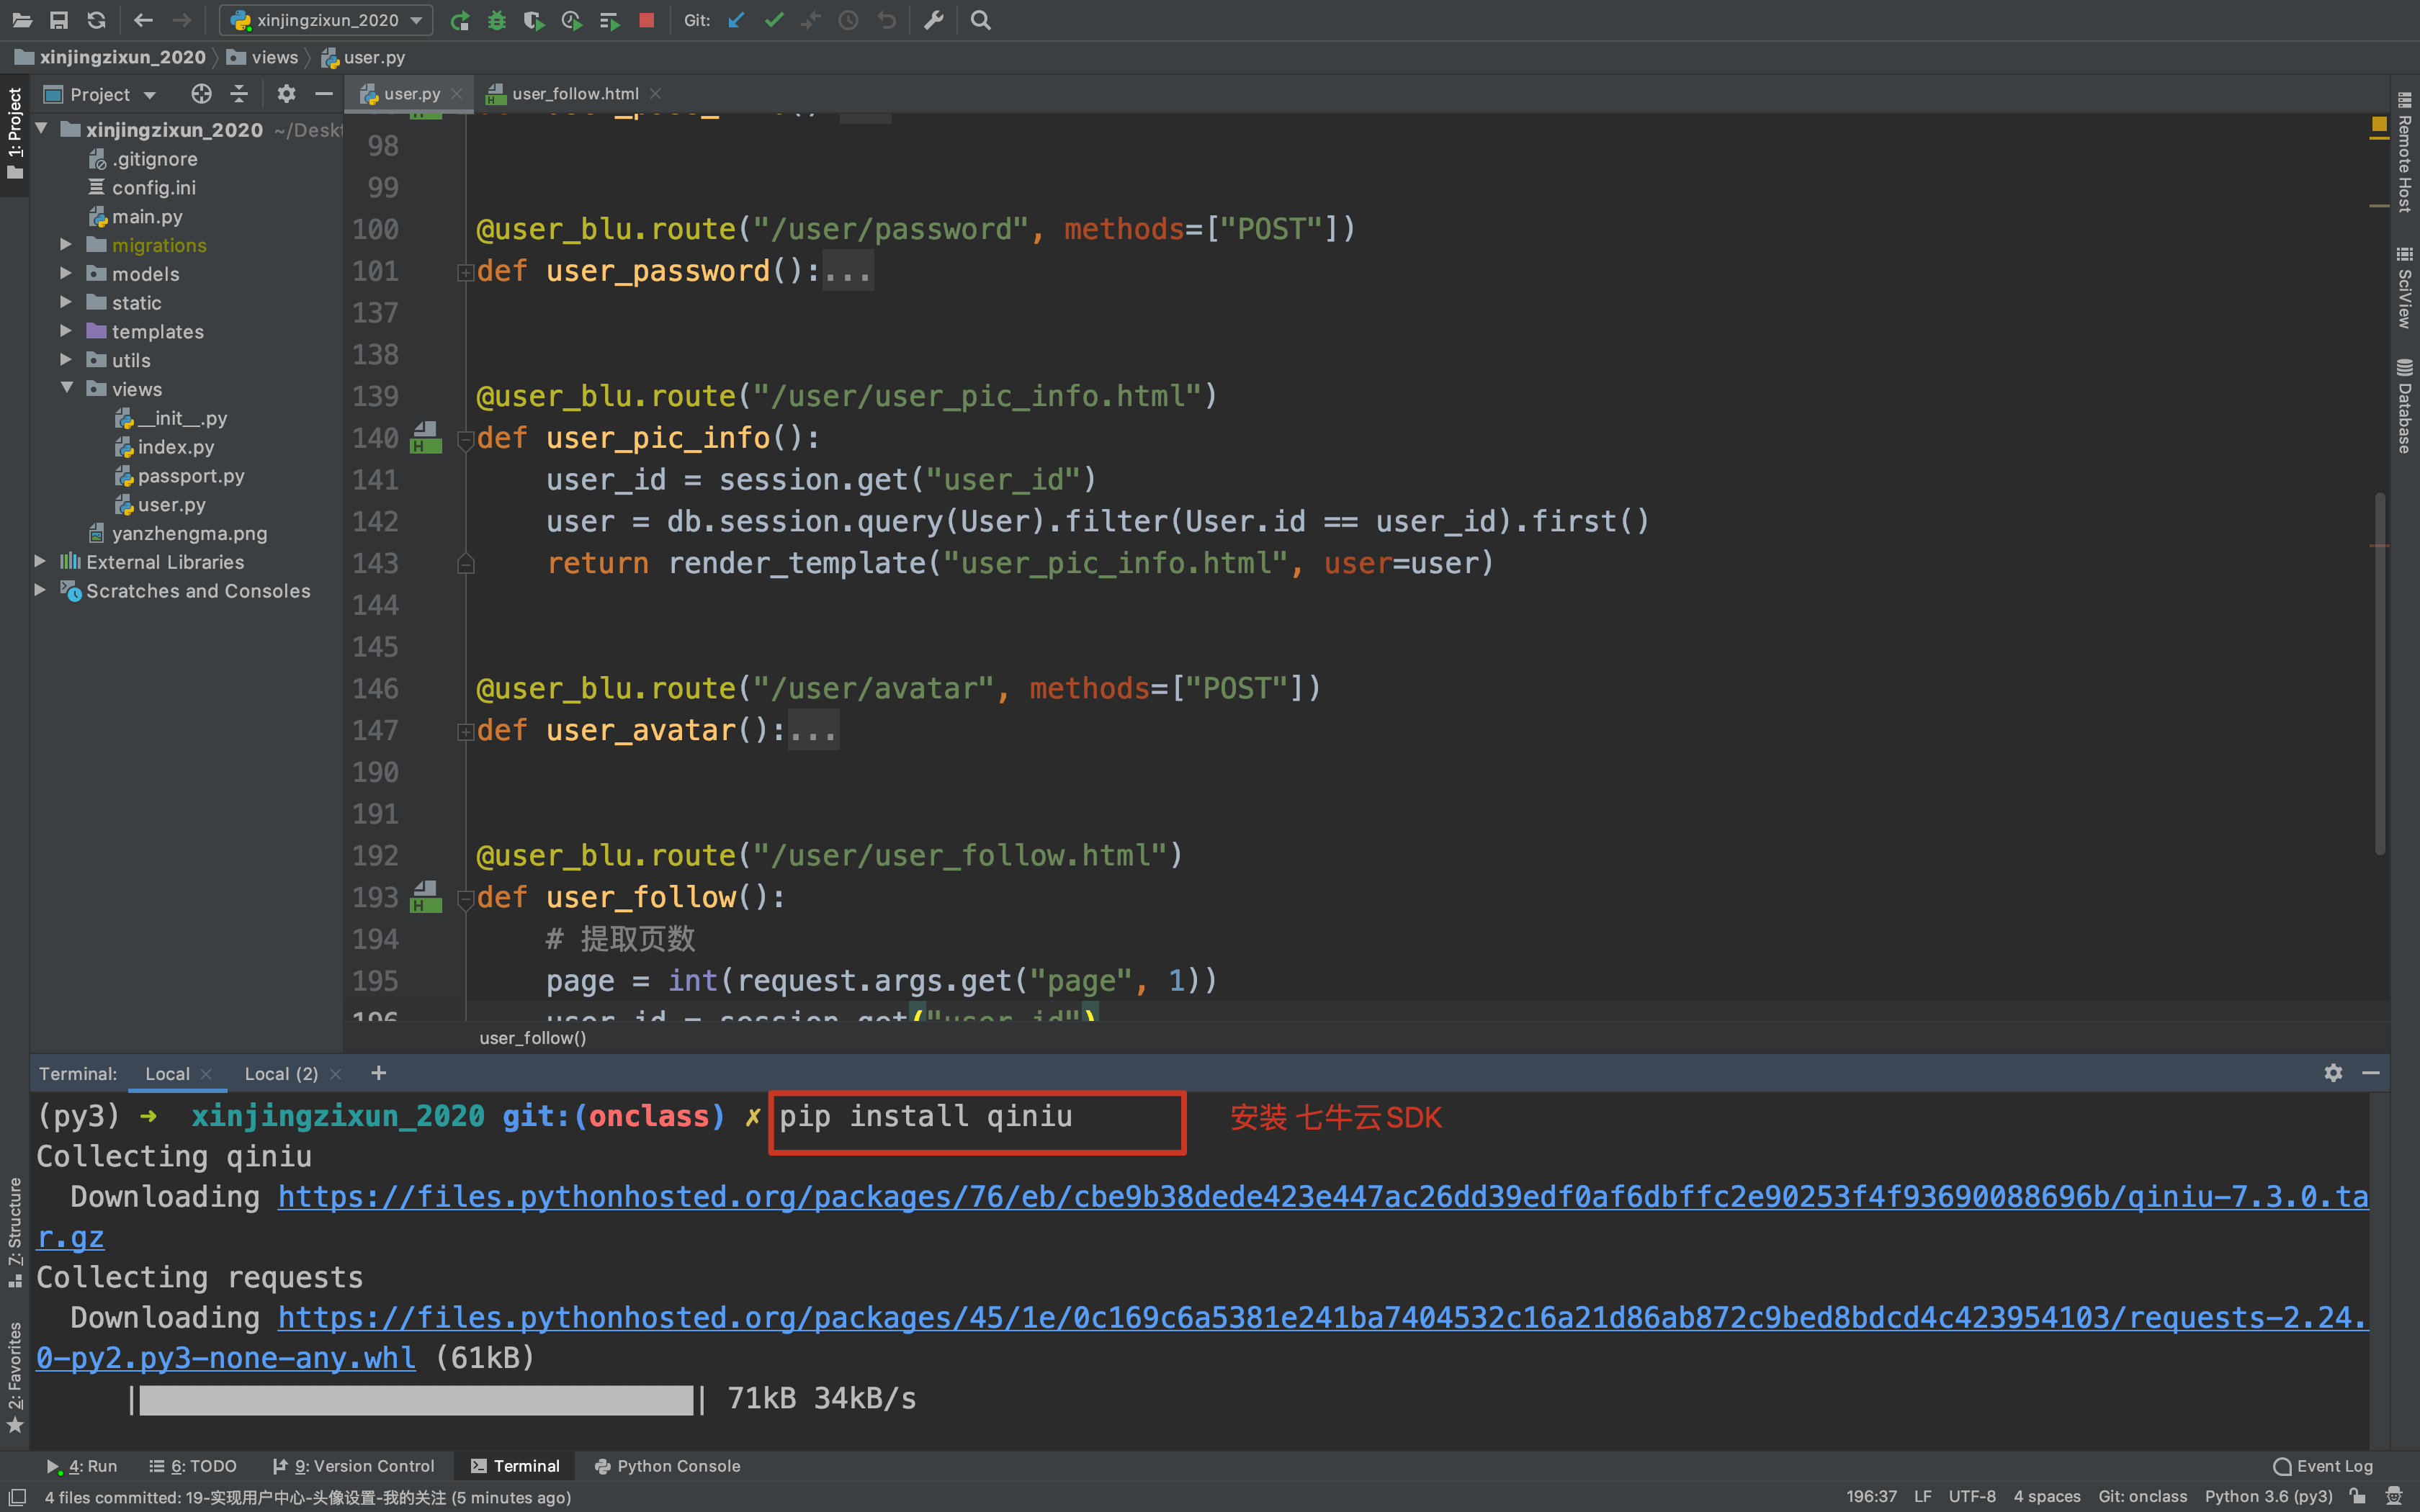 xinjingzixun_2020
Git:
xinjingzixun_2020
views
user.py
1: Project
Project
user.py
user_follow.html
xinjingzixun_2020 ~/Deskt
.gitignore
config.ini
main.py
migrations
models
static
templates
utils
views
__init__.py
index.py
passport.py
user.py
yanzhengma.png
External Libraries
Scratches and Consoles
98
99
100 @user_blu.route("/user/password", methods=["POST"])
101 def user_password():...
137
138
139 @user_blu.route("/user/user_pic_info.html")
140 def user_pic_info():
141 user_id = session.get("user_id")
142 user = db.session.query(User).filter(User.id == user_id).first()
143 return render_template("user_pic_info.html", user=user)
144
145
146 @user_blu.route("/user/avatar", methods=["POST"])
147 def user_avatar():...
190
191
192 @user_blu.route("/user/user_follow.html")
193 def user_follow():
194 # 提取页数
195 page = int(request.args.get("page", 1))
196 user_id = session.get("user_id")
user_follow()
Remote Host
SciView
Database
Terminal: Local Local (2) +
(py3) ➜ xinjingzixun_2020 git:(onclass) ✗ pip install qiniu 安装 七牛云SDK
Collecting qiniu
Downloading https://files.pythonhosted.org/packages/76/eb/cbe9b38dede423e447ac26dd39edf0af6dbffc2e90253f4f93690088696b/qiniu-7.3.0.ta
r.gz
Collecting requests
Downloading https://files.pythonhosted.org/packages/45/1e/0c169c6a5381e241ba7404532c16a21d86ab872c9bed8bdcd4c423954103/requests-2.24.
0-py2.py3-none-any.whl (61kB)
71kB 34kB/s
7: Structure
2: Favorites
4: Run 6: TODO 9: Version Control Terminal Python Console Event Log
4 files committed: 19-实现用户中心-头像设置-我的关注 (5 minutes ago) 196:37 LF UTF-8 4 spaces Git: onclass Python 3.6 (py3)